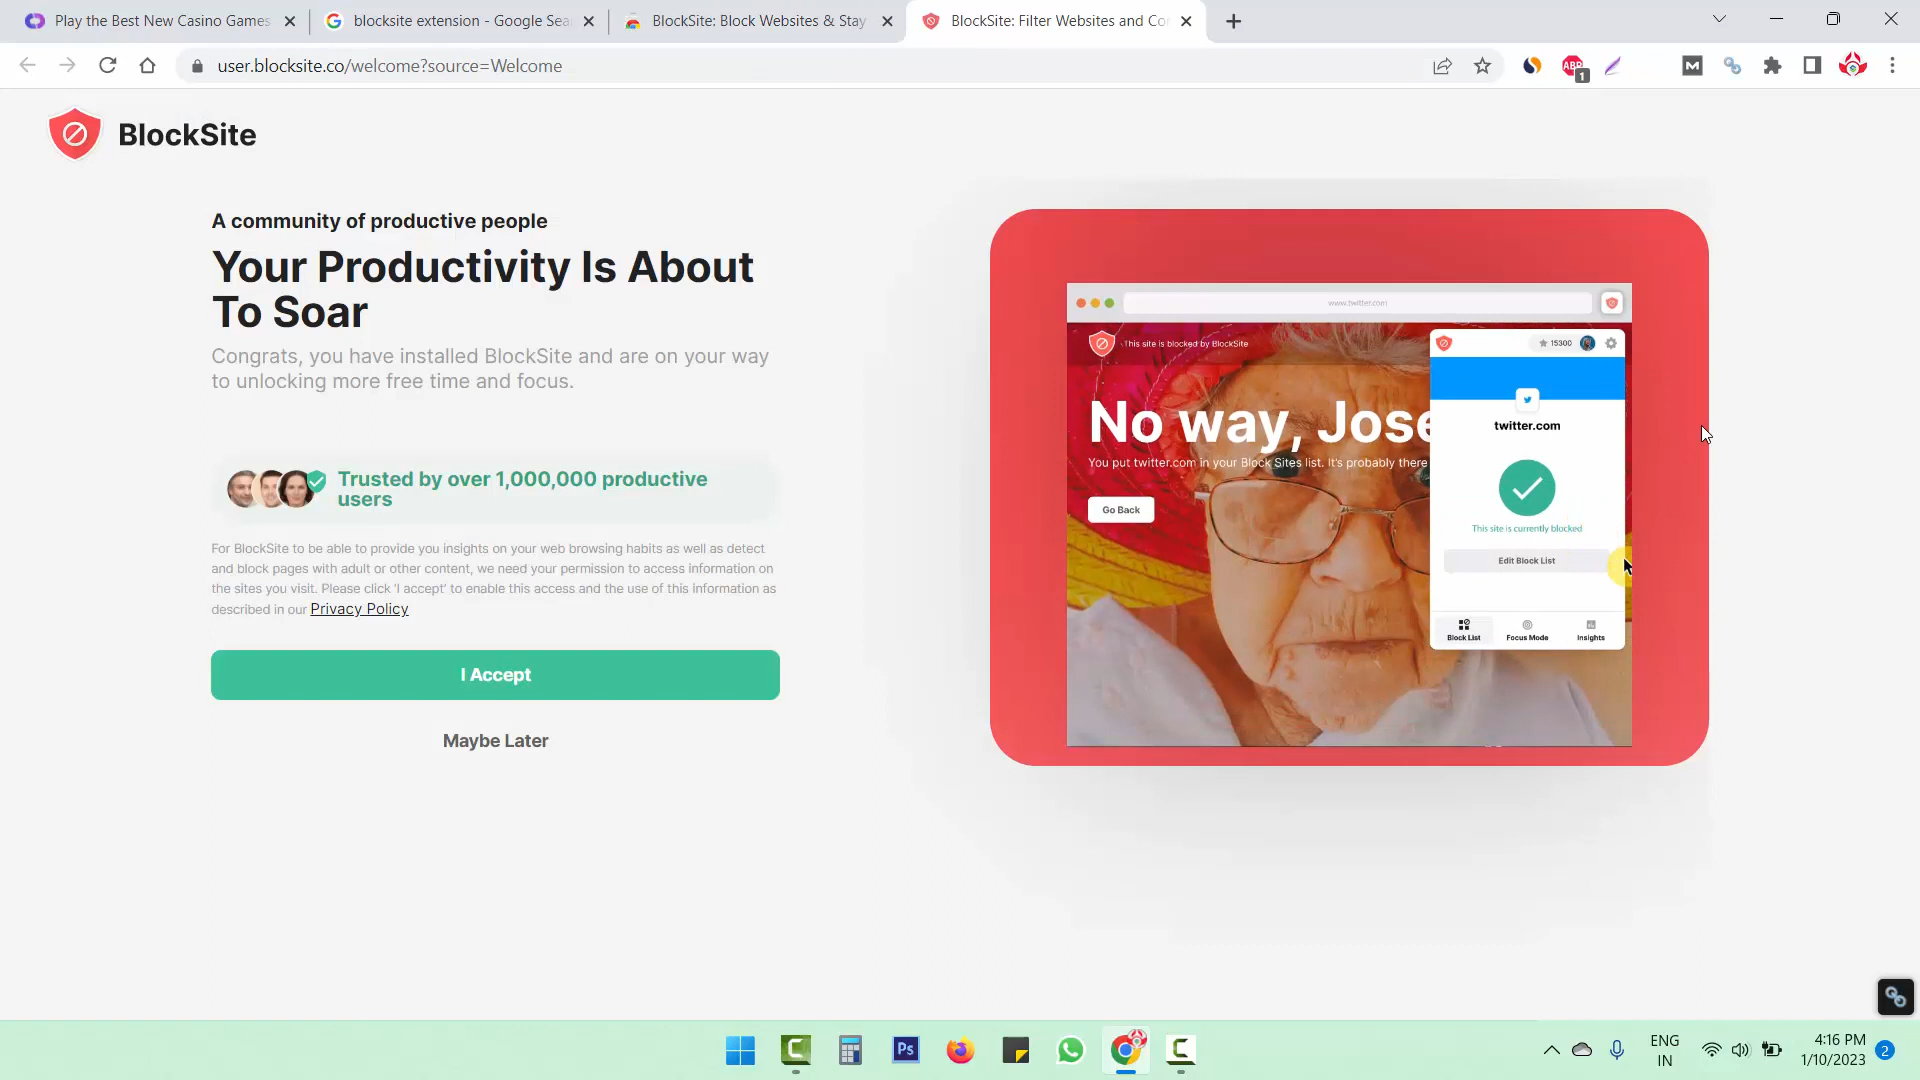 Play the Best New Casino Games
blocksite extension - Google Sea
BlockSite: Block Websites & Stay
BlockSite: Filter Websites and Co
user.blocksite.co/welcome?source=Welcome
ABP
1
M
BlockSite
A community of productive people
Your Productivity Is About
To Soar
Congrats, you have installed BlockSite and are on your way
to unlocking more free time and focus.
Trusted by over 1,000,000 productive
users
For BlockSite to be able to provide you insights on your web browsing habits as well as detect
and block pages with adult or other content, we need your permission to access information on
the sites you visit. Please click 'I accept' to enable this access and the use of this information as
described in our Privacy Policy
I Accept
Maybe Later
www.twitter.com
This site is blocked by BlockSite
15300
No way, Jose
You put twitter.com in your Block Sites list. It's probably there
Go Back
twitter.com
This site is currently blocked
Edit Block List
Block List
Focus Mode
Insights
Ps
ENG
IN
4:16 PM
1/10/2023
2